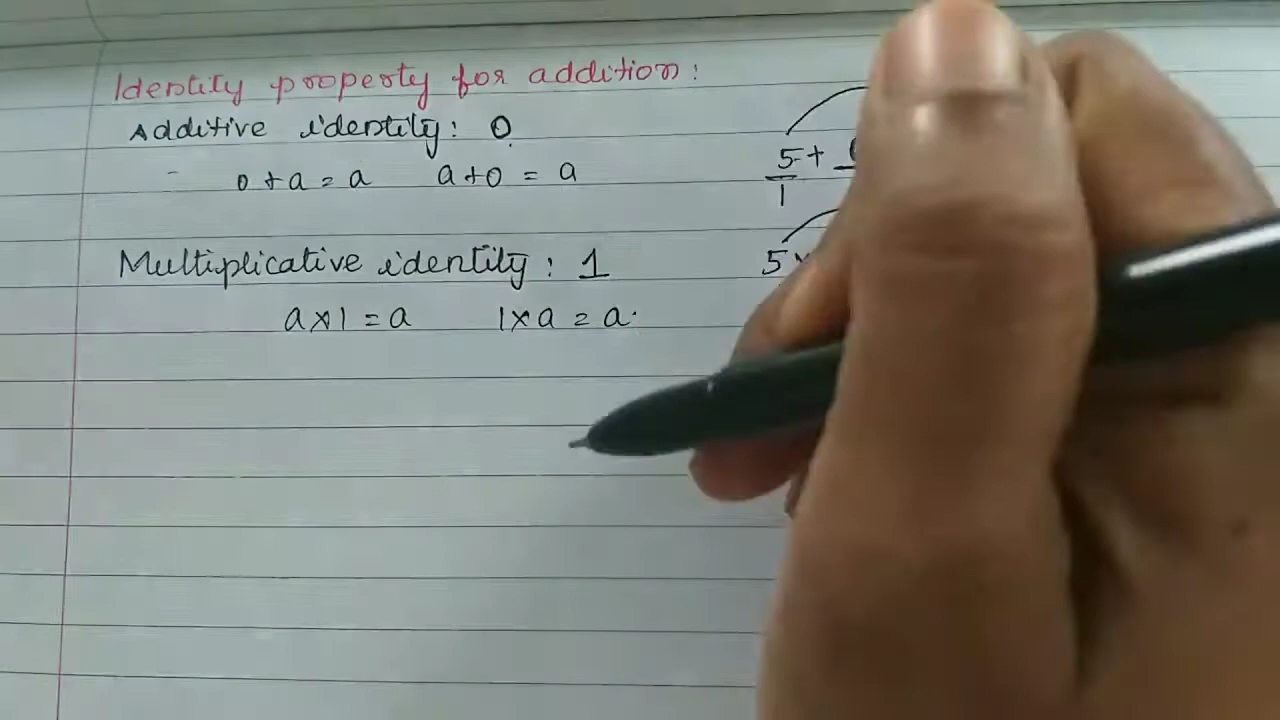 Identity property for addition:
Additive identity: 0
0 + a = a a + 0 = a
5 +
1
Multiplicative identity: 1
5
a x 1 = a 1 x a = a.